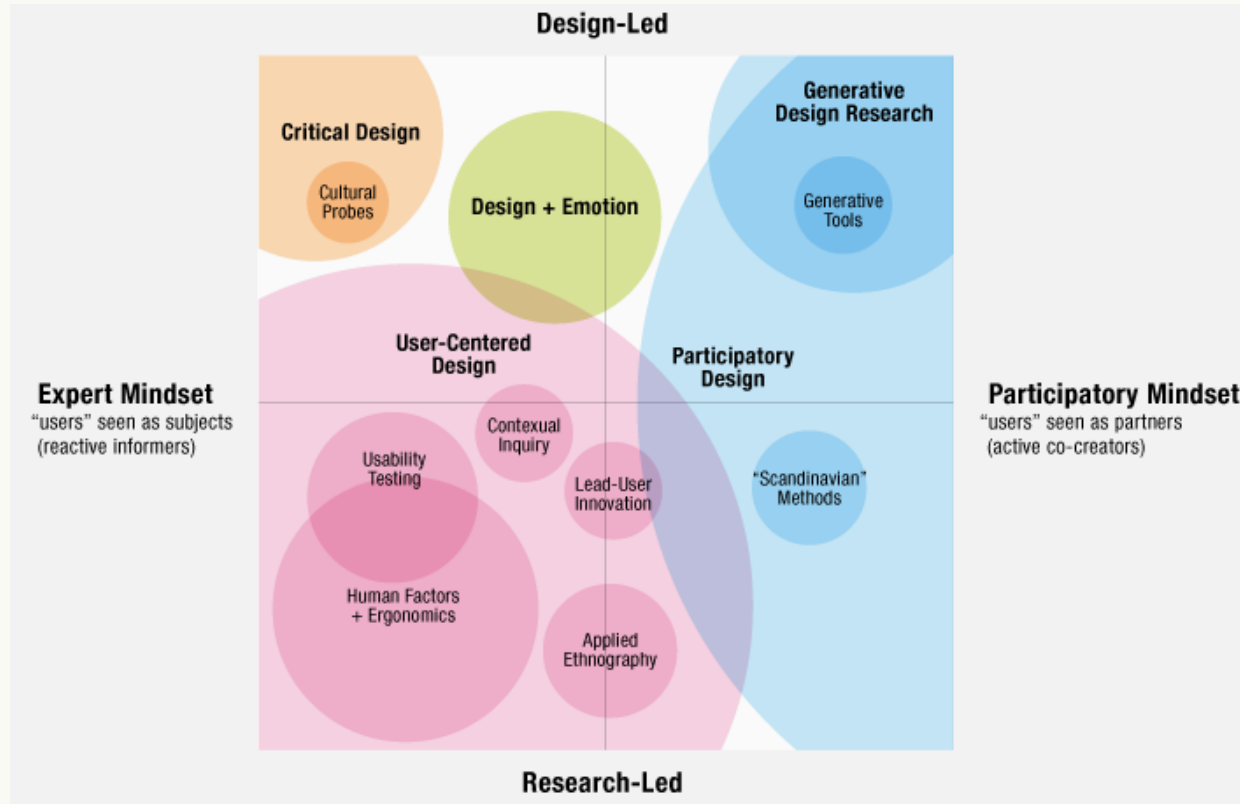 Design-Led
Generative
Design Research
Critical Design
Cultural
Probes
Design + Emotion
Generative
Tools
User-Centered
Design
Participatory
Design
Expert Mindset
“users” seen as subjects
(reactive informers)
Participatory Mindset
“users” seen as partners
(active co-creators)
Contexual
Inquiry
Usability
Testing
Lead-User
Innovation
“Scandinavian”
Methods
Human Factors
+ Ergonomics
Applied
Ethnography
Research-Led